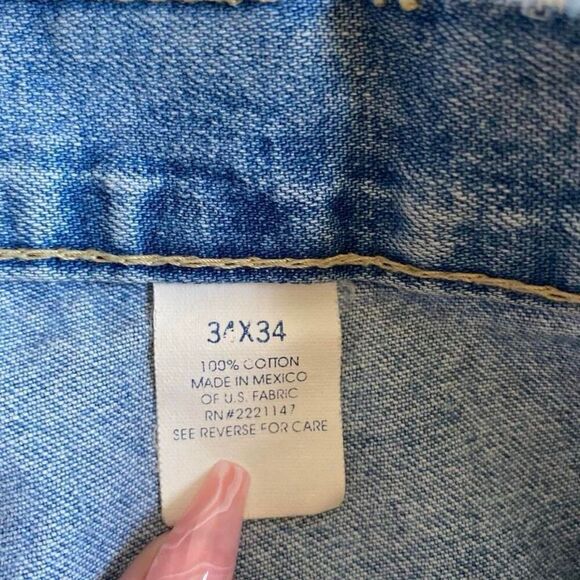 34X34
100% COTTON
MADE IN MEXICO
OF U.S. FABRIC
RN#2221147
SEE REVERSE FOR CARE